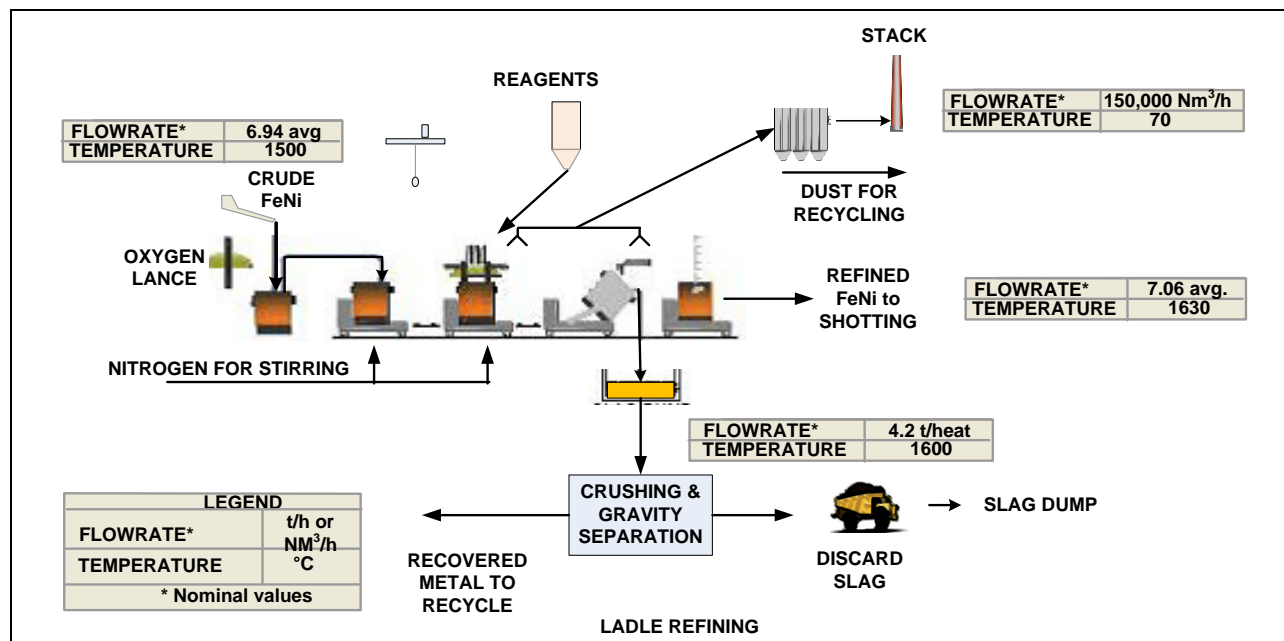 STACK
REAGENTS
FLOWRATE* 150,000 Nm³/h
TEMPERATURE 70
FLOWRATE* 6.94 avg
TEMPERATURE 1500
CRUDE
FeNi
DUST FOR
RECYCLING
OXYGEN
LANCE
REFINED
FeNi to
SHOTTING
FLOWRATE* 7.06 avg.
TEMPERATURE 1630
NITROGEN FOR STIRRING
FLOWRATE* 4.2 t/heat
TEMPERATURE 1600
LEGEND
FLOWRATE* t/h or
NM³/h
TEMPERATURE °C
* Nominal values
CRUSHING &
GRAVITY
SEPARATION
SLAG DUMP
RECOVERED
METAL TO
RECYCLE
DISCARD
SLAG
LADLE REFINING